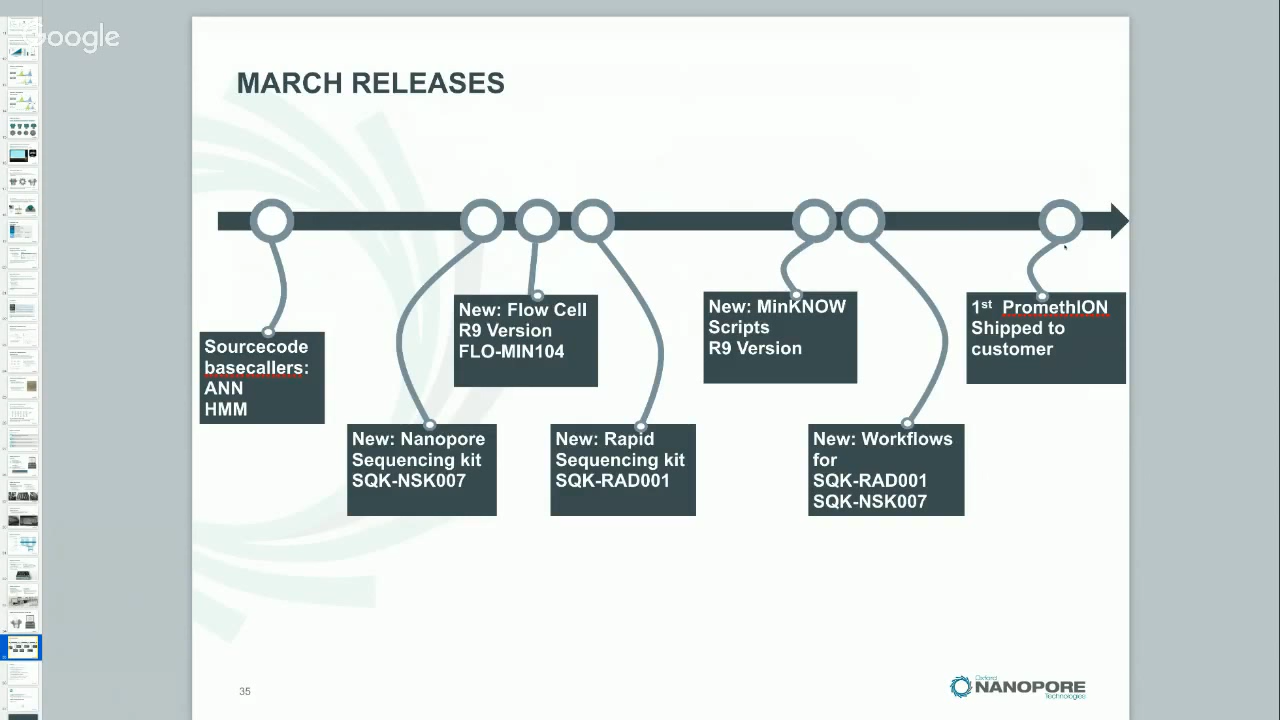 Google
MARCH RELEASES
Sourcecode
basecallers:
ANN
HMM
New: Nanopore
Sequencing kit
SQK-NSK007
New: Flow Cell
R9 Version
FLO-MIN104
New: Rapid
Sequencing kit
SQK-RAD001
New: MinKNOW
Scripts
R9 Version
New: Workflows
for
SQK-RAD001
SQK-NSK007
1st PromethION
Shipped to
customer
35
Oxford
NANOPORE
Technologies